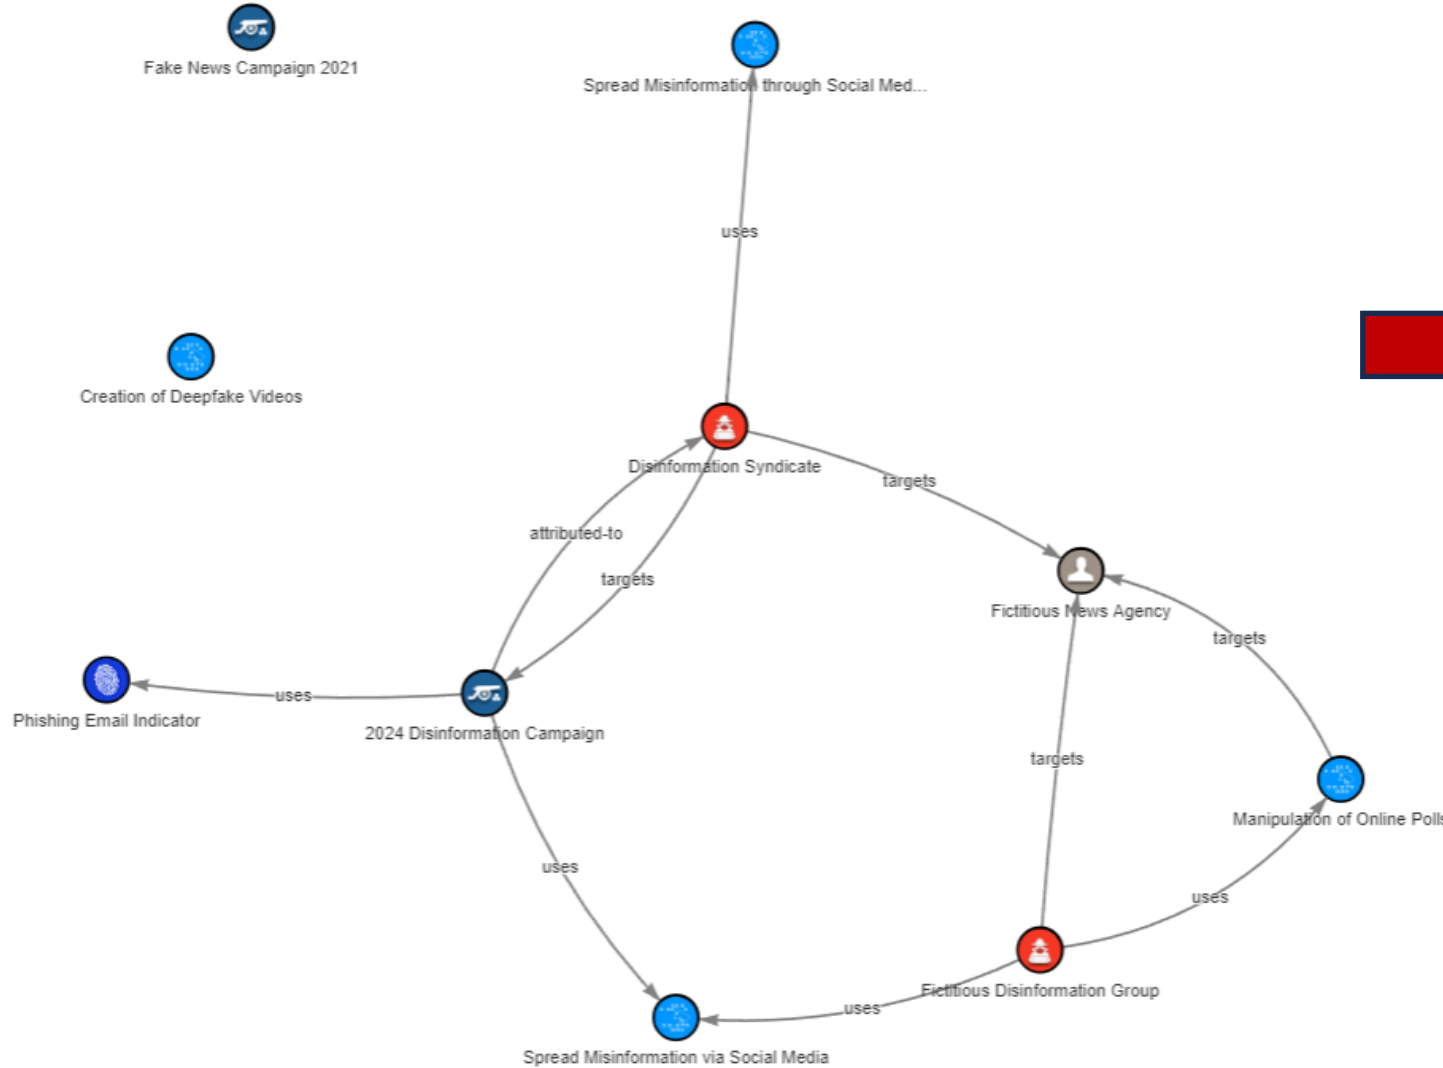 Fake News Campaign 2021
Spread Misinformation through Social Med...
uses
Creation of Deepfake Videos
Disinformation Syndicate
targets
attributed-to
targets
Fictitious News Agency
targets
Phishing Email Indicator
uses
2024 Disinformation Campaign
targets
Manipulation of Online Polls
uses
uses
Fictitious Disinformation Group
uses
Spread Misinformation via Social Media